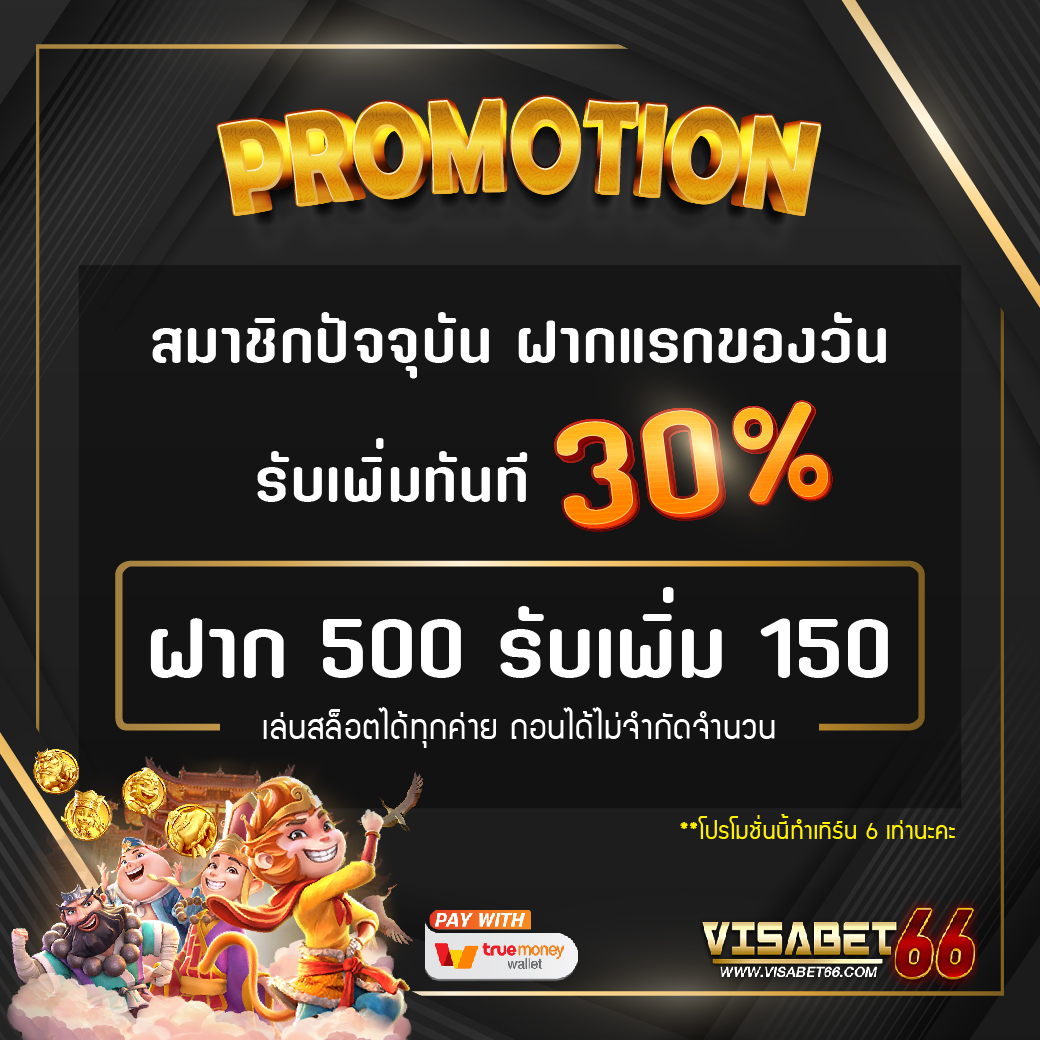 PROMOTION
สมาชิกปัจจุบัน ฝากแรกของวัน
รับเพิ่มทันที 30%
ฝาก 500 รับเพิ่ม 150
เล่นสล็อตได้ทุกค่าย ถอนได้ไม่จำกัดจำนวน
**โปรโมชั่นนี้ทำเทิร์น 6 เท่านะคะ
PAY WITH
truemoney
wallet
VISABET66
WWW.VISABET66.COM